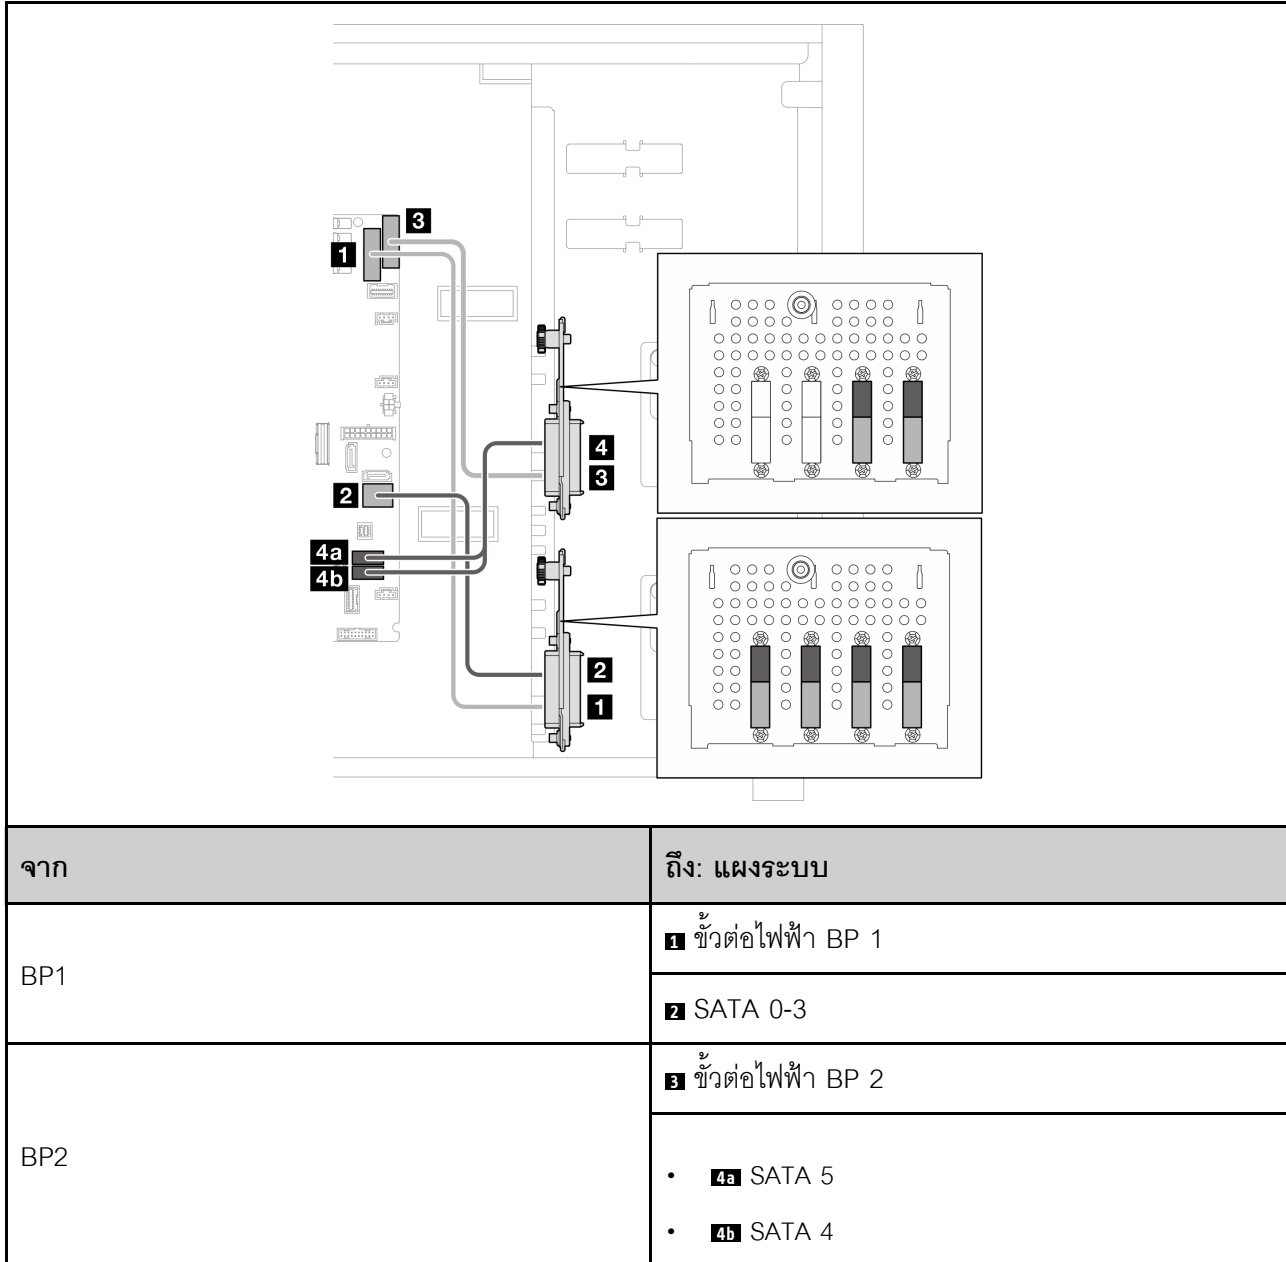 3
1
2
4a
4b
4
3
2
1
จาก
ถึง: แผงระบบ
BP1
1 ขั้วต่อไฟฟ้า BP 1
2 SATA 0-3
BP2
3 ขั้วต่อไฟฟ้า BP 2
• 4a SATA 5
• 4b SATA 4